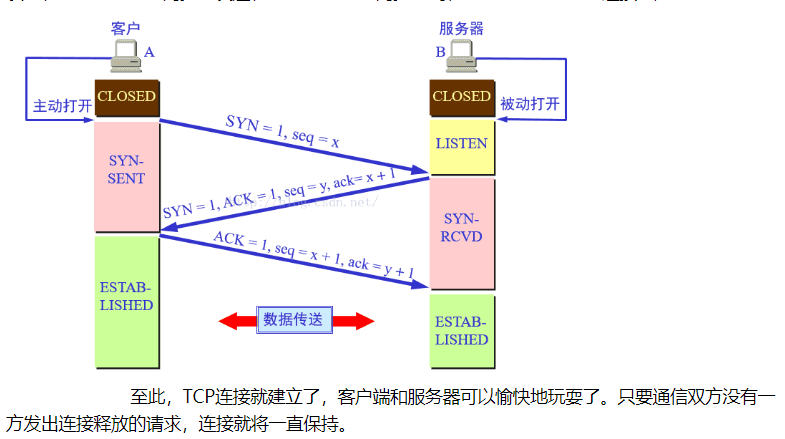 客户
服务器
A
B
CLOSED
CLOSED
主动打开
被动打开
SYN = 1, seq = x
LISTEN
SYN-
SENT
SYN = 1, ACK = 1, seq = y, ack= x + 1
SYN-
RCVD
ACK = 1, seq = x + 1, ack = y + 1
ESTAB-
LISHED
数据传送
ESTAB-
LISHED
至此，TCP连接就建立了，客户端和服务器可以愉快地玩耍了。只要通信双方没有一
方发出连接释放的请求，连接就将一直保持。